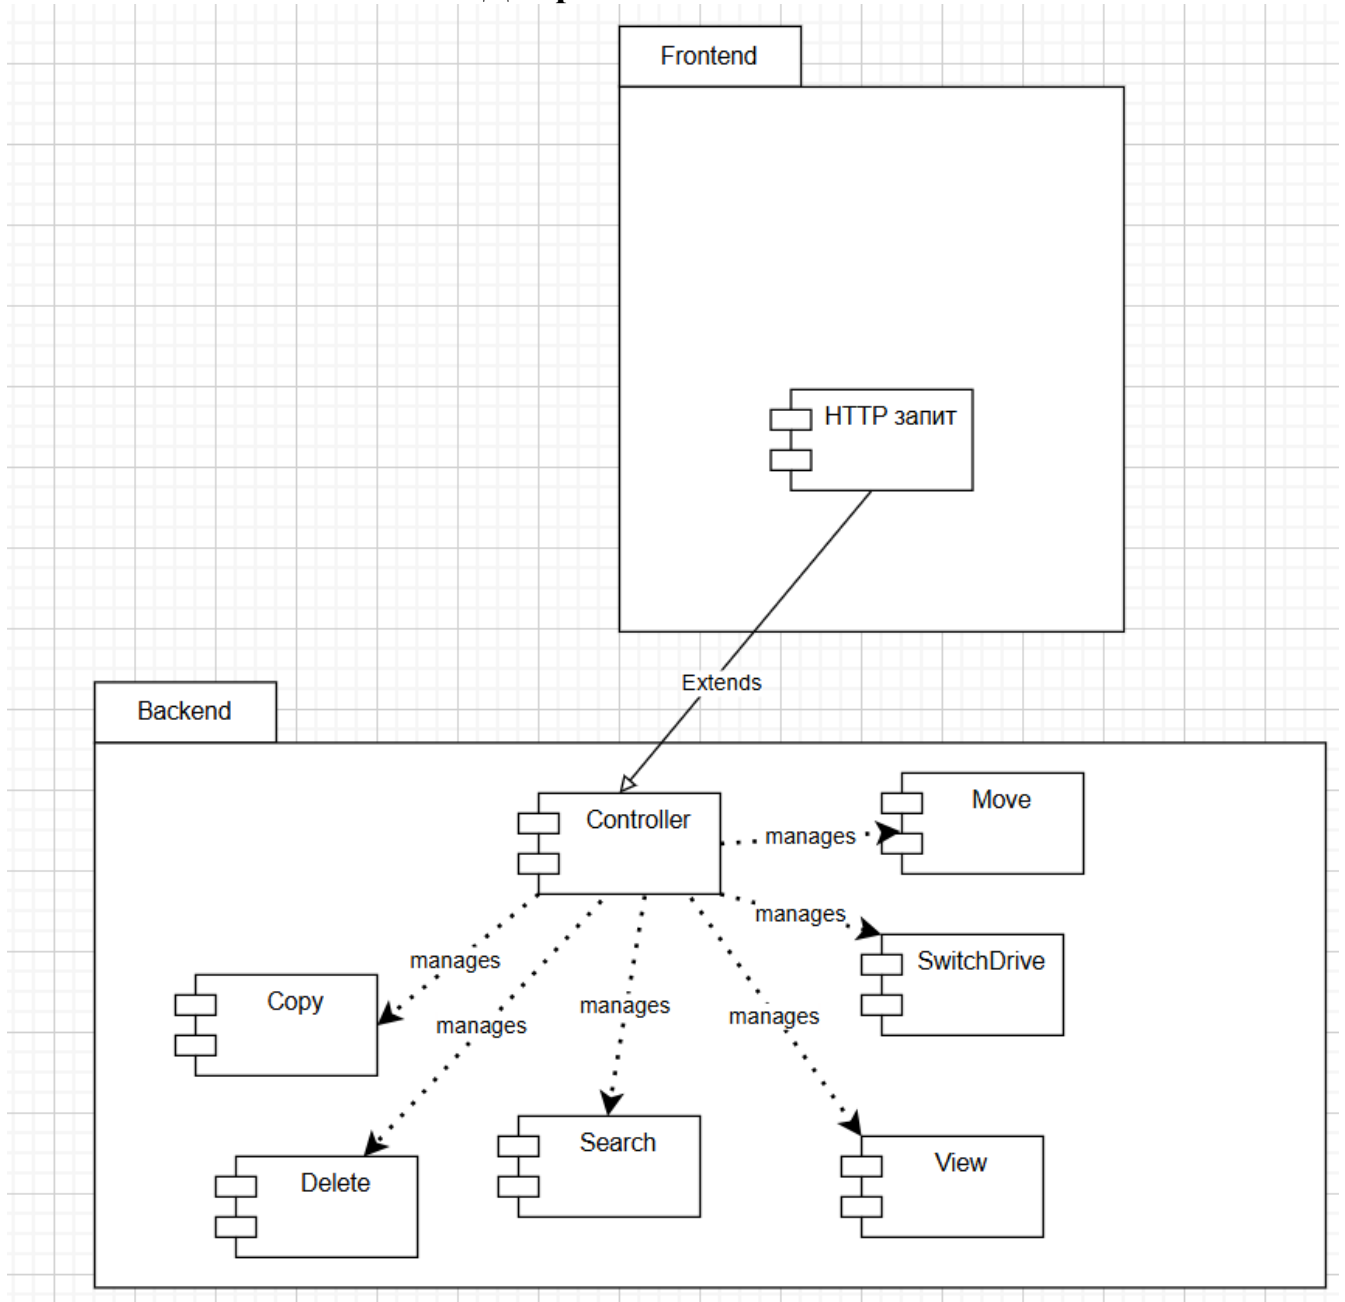 Frontend
HTTP запит
Extends
Backend
Controller
Move
manages
manages
SwitchDrive
manages
Copy
manages
manages
manages
Search
View
Delete